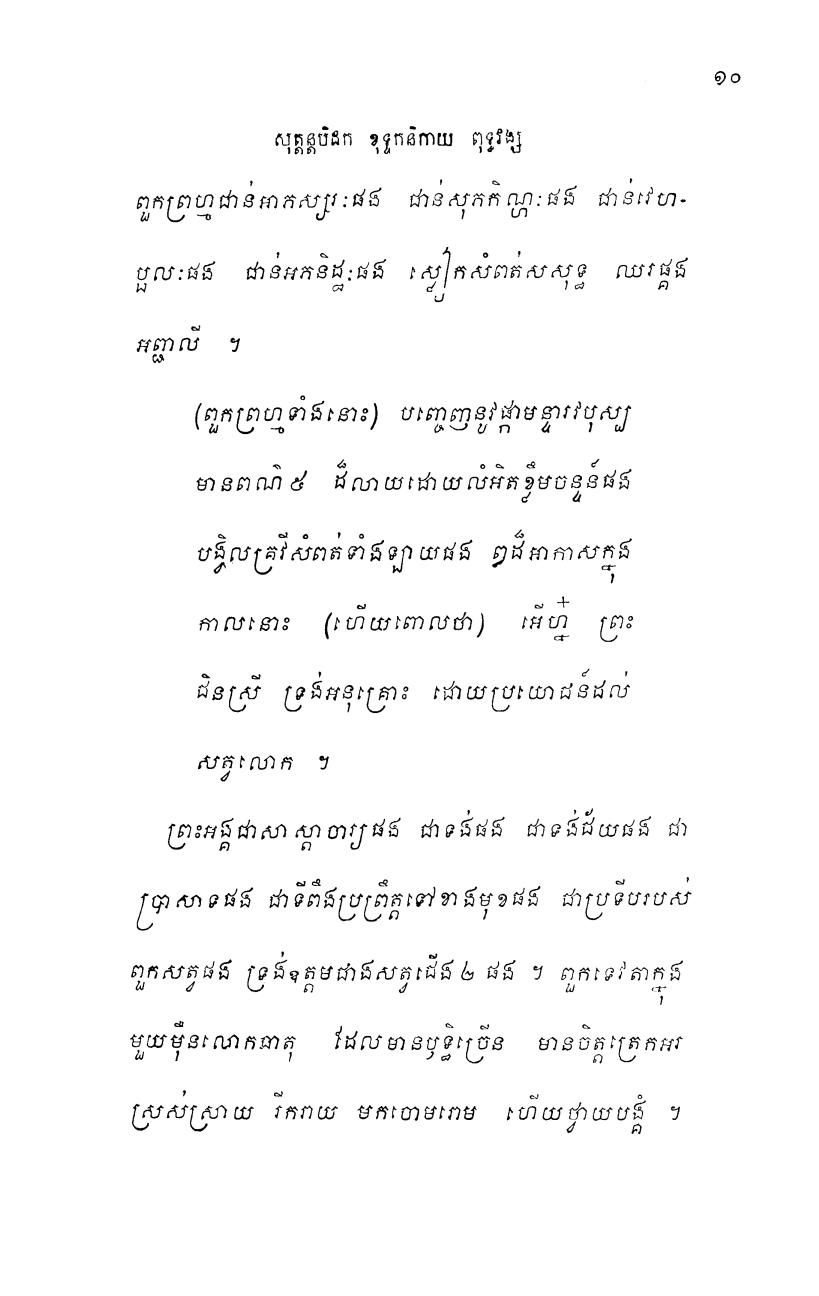 ១០
សុត្តន្តបិដក ខុទ្ទកនិកាយ ពុទ្ធវង្ស
ពួកព្រហ្មជាន់អាភស្សរៈផង ជាន់សុភកិណ្ហៈផង ជាន់វេហ-
ប្ផលៈផង ជាន់អកនិដ្ឋៈផង ស្លៀកសំពត់សសុទ្ធ ឈរផ្គង
អញ្ជលី ។
(ពួកព្រហ្មទាំងនោះ) បញ្ចេញនូវផ្កាមន្ទារវបុស្ប
មានពណ៌ ៥ ដ៏លាយដោយលំអិតខ្លឹមចន្ទន៍ផង
បង្វិលគ្រវីសំពត់ទាំងឡាយផង ឰដ៏អាកាសក្នុង
កាលនោះ (ហើយពោលថា) អើហ្ន៎ ព្រះ
ជិនស្រី ទ្រង់អនុគ្រោះ ដោយប្រយោជន៍ដល់
សត្វលោក ។
ព្រះអង្គជាសាស្តាចារ្យផង ជាទង់ផង ជាទង់ជ័យផង ជា
ប្រាសាទផង ជាទីពឹងប្រព្រឹត្តទៅខាងមុខផង ជាប្រទីបរបស់
ពួកសត្វផង ទ្រង់ឧត្តមជាងសត្វជើង ២ ផង ។ ពួកទេវតាក្នុង
មួយម៉ឺនលោកធាតុ ដែលមានឫទ្ធិច្រើន មានចិត្តត្រេកអរ
ស្រស់ស្រាយ រីករាយ មកចោមរោម ហើយថ្វាយបង្គំ ។